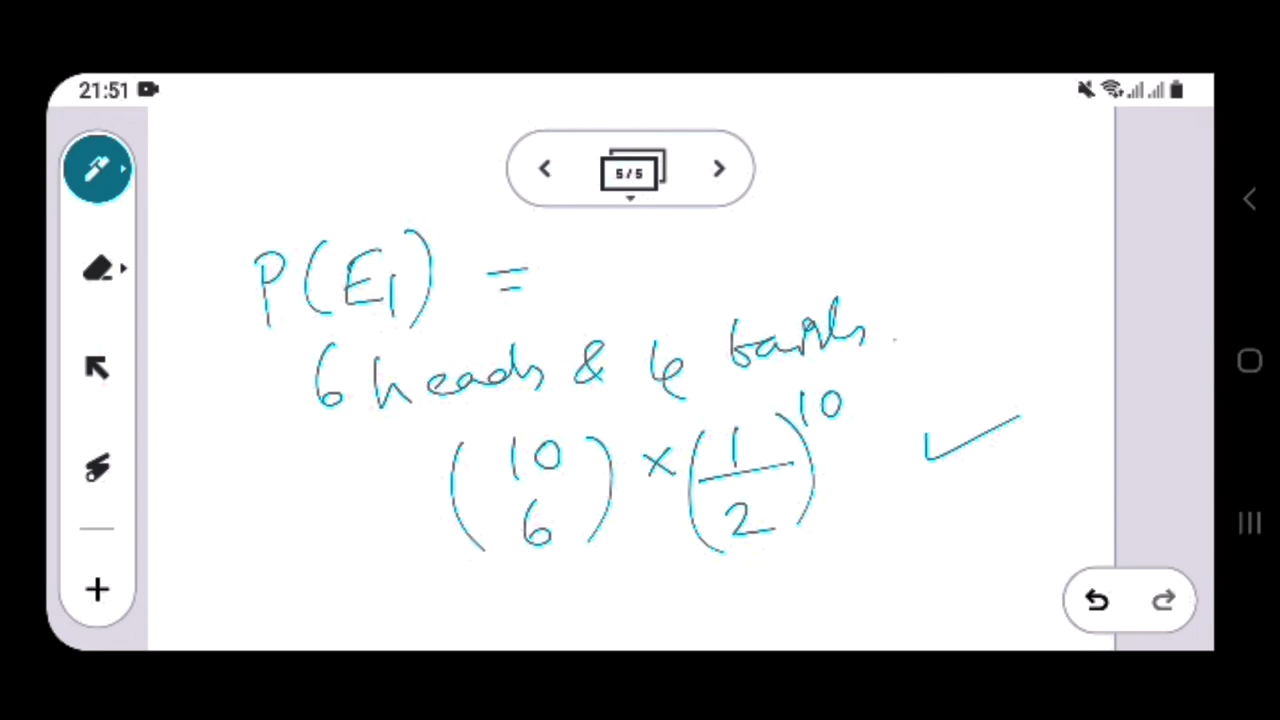 21:51
5/5
P(E1) =
6 heads & 4 tails.
(10
6) × (1/2)^10